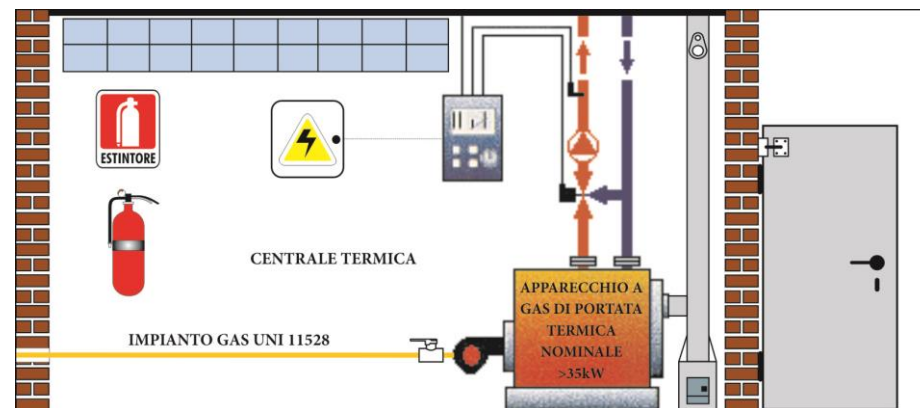 ESTINTORE
CENTRALE TERMICA
IMPIANTO GAS UNI 11528
APPARECCHIO A
GAS DI PORTATA
TERMICA
NOMINALE
>35kW